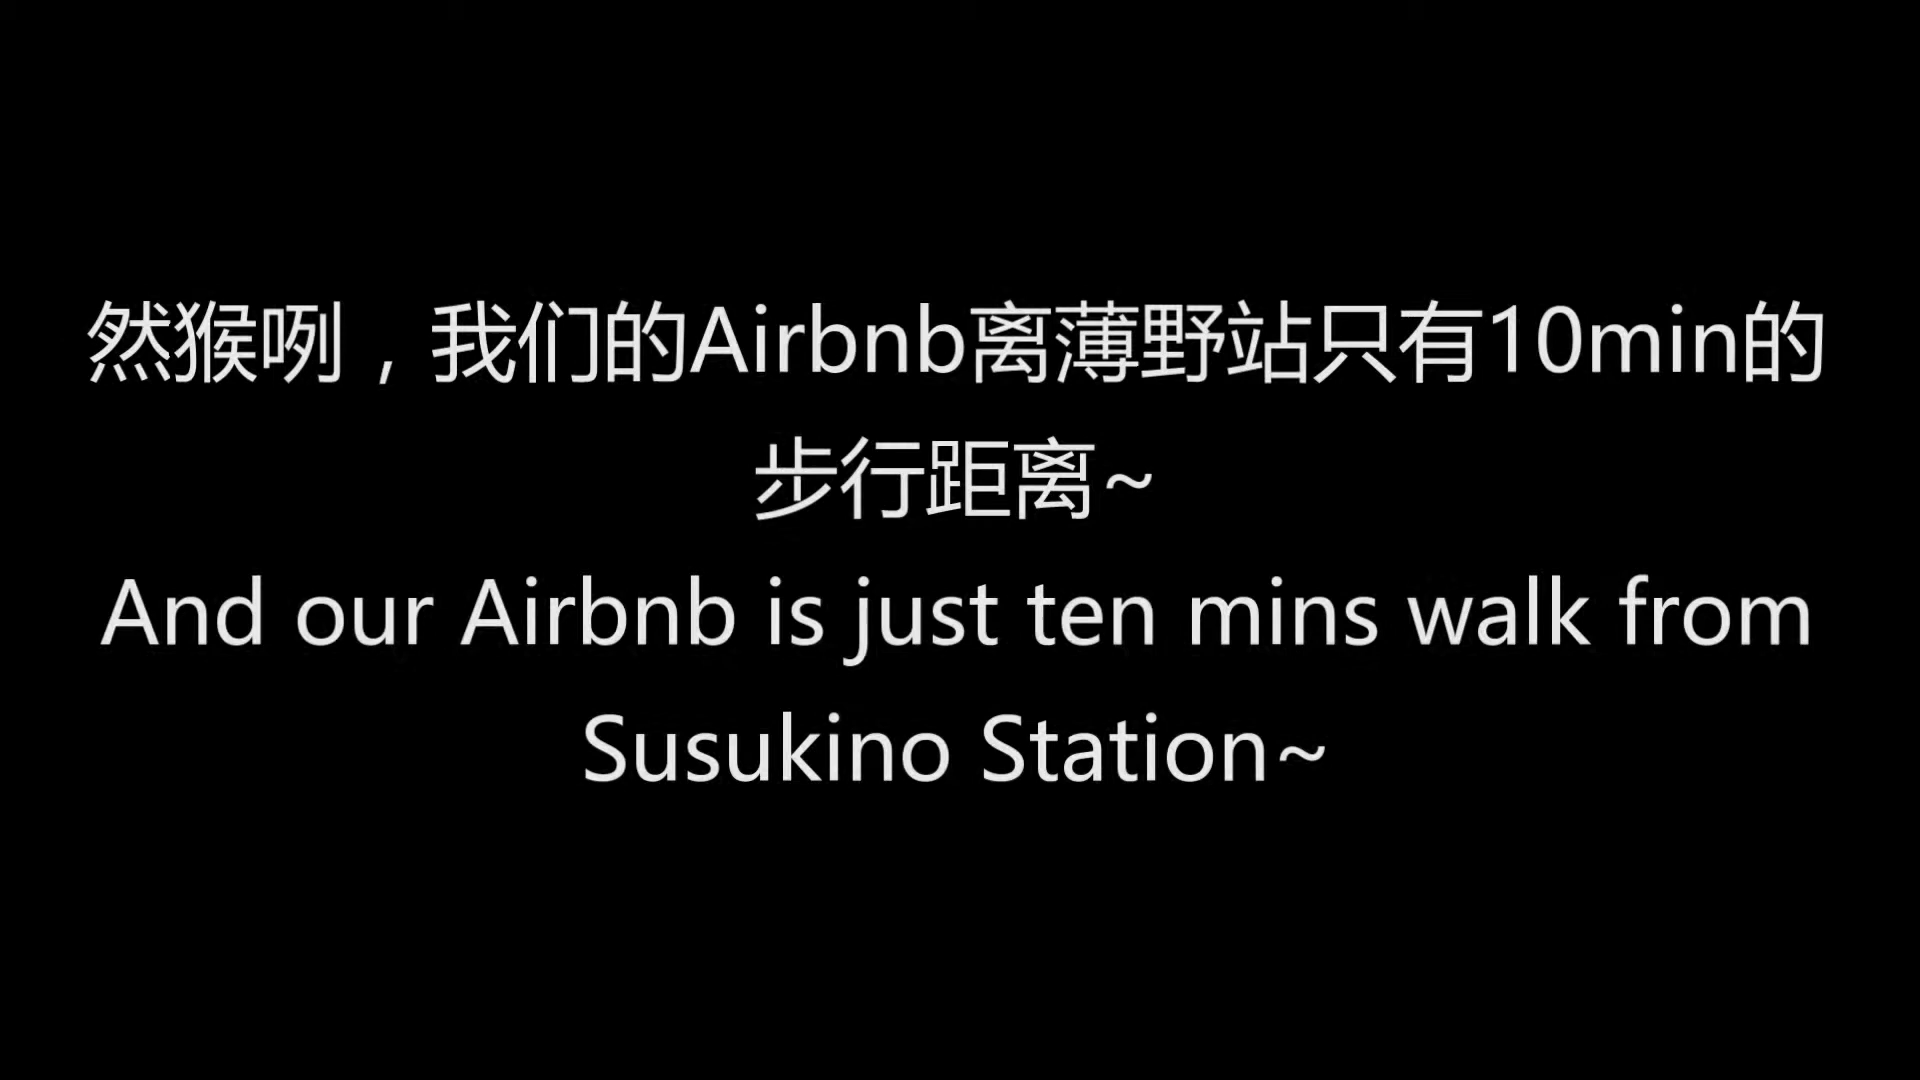 然猴咧，我们的Airbnb离薄野站只有10min的
步行距离~
And our Airbnb is just ten mins walk from
Susukino Station~